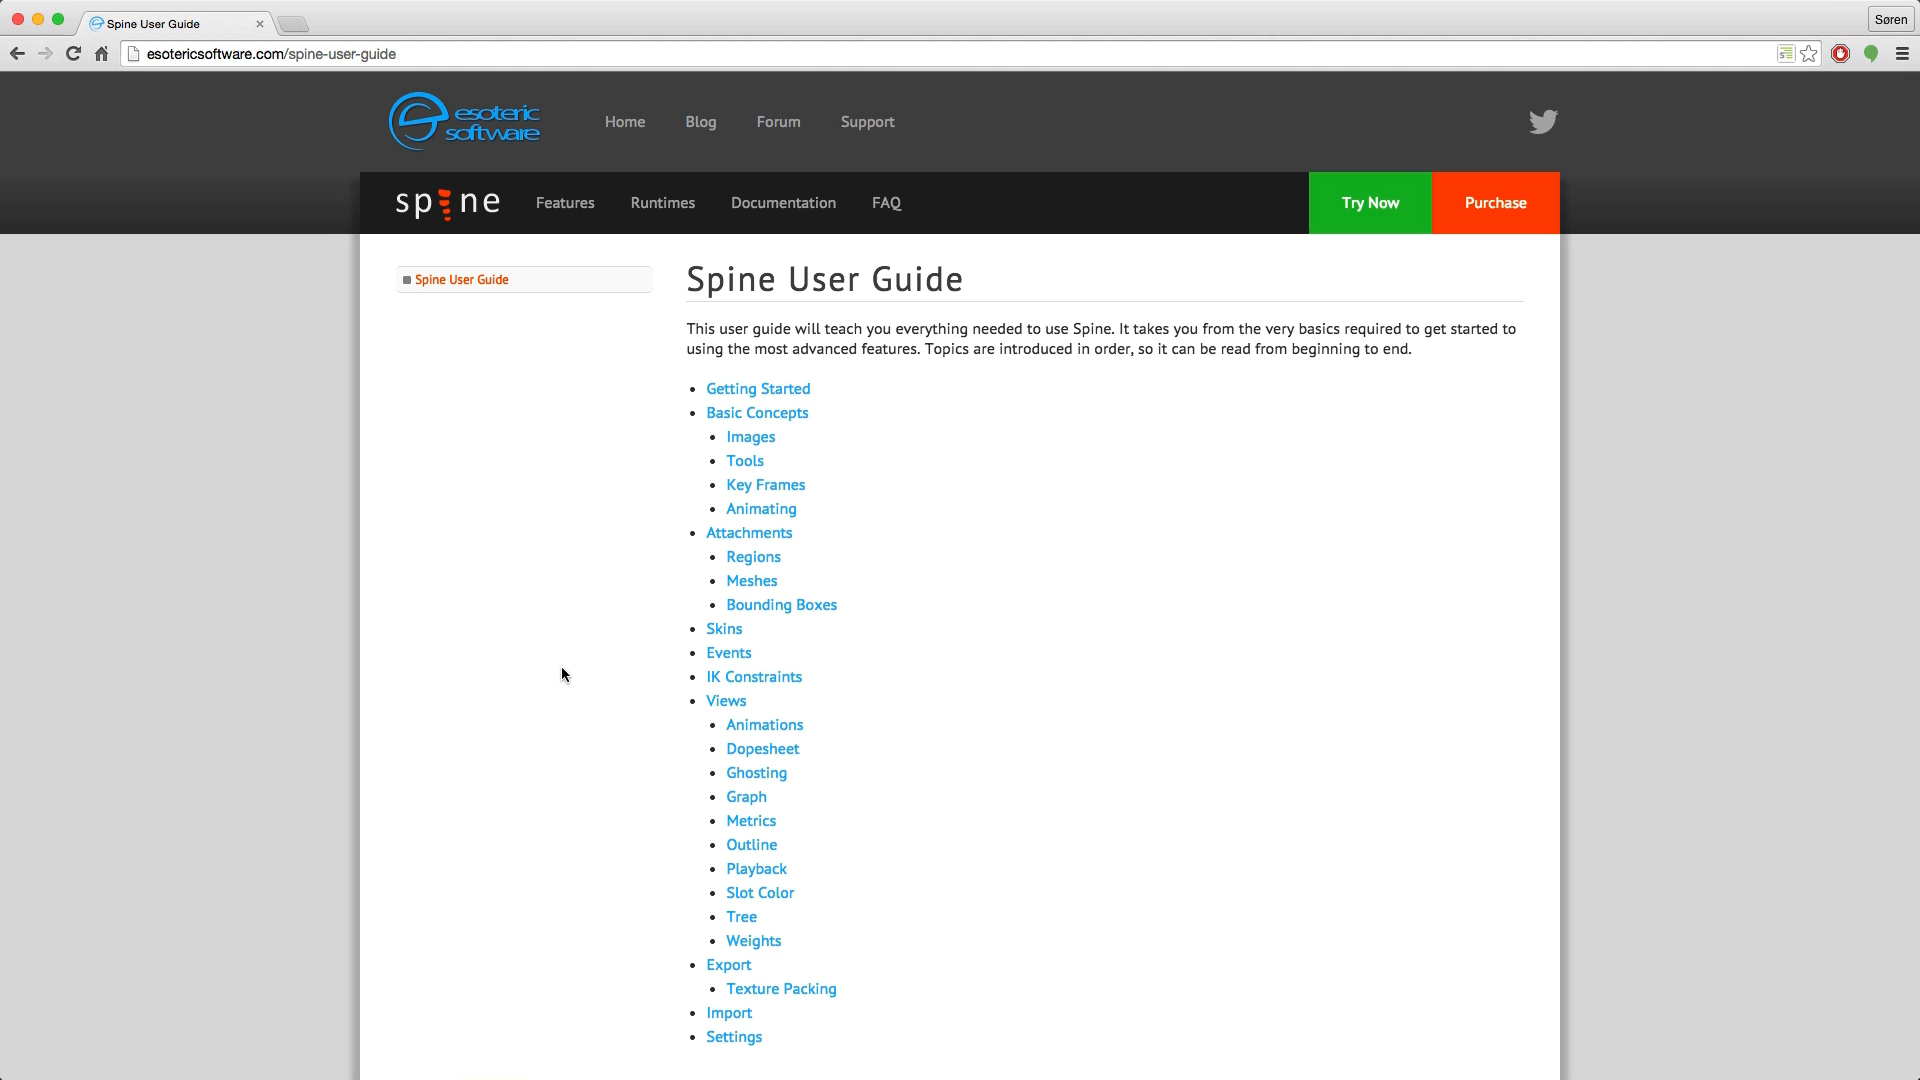 Spine User Guide
Søren
esotericsoftware.com/spine-user-guide
esoteric
software
Home
Blog
Forum
Support
spine
Features
Runtimes
Documentation
FAQ
Try Now
Purchase
Spine User Guide
Spine User Guide
This user guide will teach you everything needed to use Spine. It takes you from the very basics required to get started to
using the most advanced features. Topics are introduced in order, so it can be read from beginning to end.
Getting Started
Basic Concepts
Images
Tools
Key Frames
Animating
Attachments
Regions
Meshes
Bounding Boxes
Skins
Events
IK Constraints
Views
Animations
Dopesheet
Ghosting
Graph
Metrics
Outline
Playback
Slot Color
Tree
Weights
Export
Texture Packing
Import
Settings